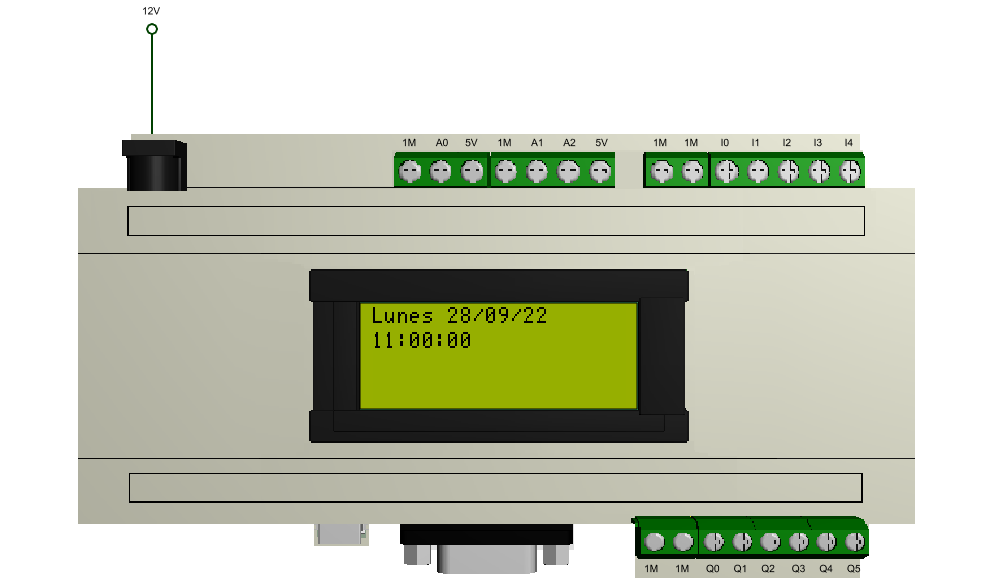 12V
1M A0 5V 1M A1 A2 5V 1M 1M I0 I1 I2 I3 I4
Lunes 28/09/22
11:00:00
1M 1M Q0 Q1 Q2 Q3 Q4 Q5